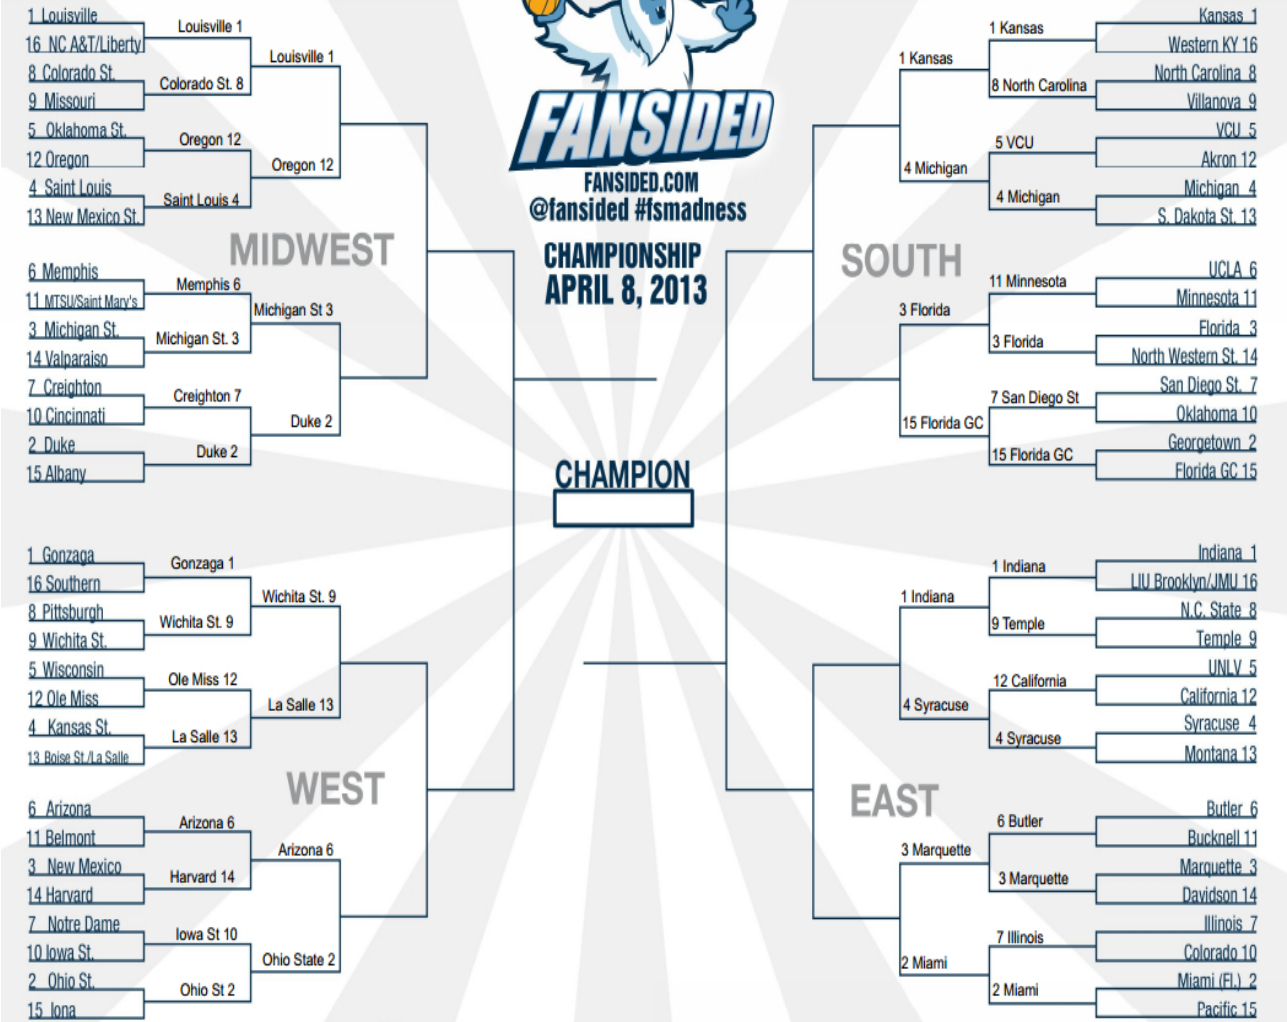 1 Louisville
16 NC A&T/Liberty
8 Colorado St.
9 Missouri
5 Oklahoma St.
12 Oregon
4 Saint Louis
13 New Mexico St.
Louisville 1
Colorado St. 8
Oregon 12
Saint Louis 4
Louisville 1
Oregon 12
MIDWEST
6 Memphis
11 MTSU/Saint Mary's
3 Michigan St.
14 Valparaiso
7 Creighton
10 Cincinnati
2 Duke
15 Albany
Memphis 6
Michigan St. 3
Creighton 7
Duke 2
Michigan St 3
Duke 2
1 Gonzaga
16 Southern
8 Pittsburgh
9 Wichita St.
5 Wisconsin
12 Ole Miss
4 Kansas St.
13 Boise St./La Salle
Gonzaga 1
Wichita St. 9
Ole Miss 12
La Salle 13
Wichita St. 9
La Salle 13
WEST
6 Arizona
11 Belmont
3 New Mexico
14 Harvard
7 Notre Dame
10 Iowa St.
2 Ohio St.
15 Iona
Arizona 6
Harvard 14
Iowa St 10
Ohio St 2
Arizona 6
Ohio State 2
FANSIDED
FANSIDED.COM
@fansided #fsmadness
CHAMPIONSHIP
APRIL 8, 2013
CHAMPION
1 Kansas
4 Michigan
1 Kansas
8 North Carolina
5 VCU
4 Michigan
Kansas 1
Western KY 16
North Carolina 8
Villanova 9
VCU 5
Akron 12
Michigan 4
S. Dakota St. 13
SOUTH
3 Florida
15 Florida GC
11 Minnesota
3 Florida
7 San Diego St
15 Florida GC
UCLA 6
Minnesota 11
Florida 3
North Western St. 14
San Diego St. 7
Oklahoma 10
Georgetown 2
Florida GC 15
1 Indiana
4 Syracuse
1 Indiana
9 Temple
12 California
4 Syracuse
Indiana 1
LIU Brooklyn/JMU 16
N.C. State 8
Temple 9
UNLV 5
California 12
Syracuse 4
Montana 13
EAST
3 Marquette
2 Miami
6 Butler
3 Marquette
7 Illinois
2 Miami
Butler 6
Bucknell 11
Marquette 3
Davidson 14
Illinois 7
Colorado 10
Miami (Fl.) 2
Pacific 15